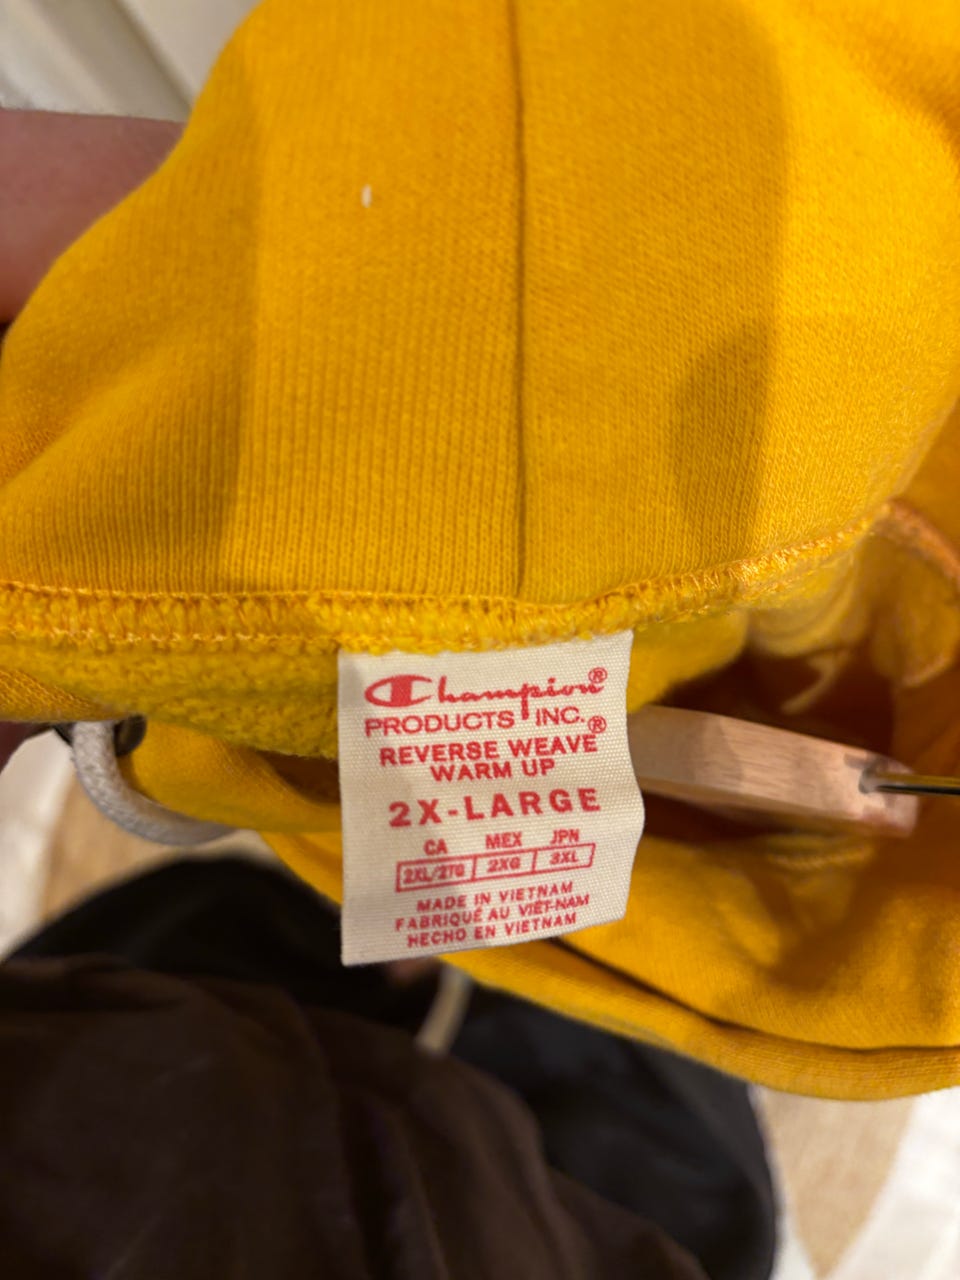 Champion®
PRODUCTS INC.®
REVERSE WEAVE
WARM UP
2X-LARGE
CA MEX JPN
2XL/2TG 2XG 3XL
MADE IN VIETNAM
FABRIQUÉ AU VIÊT-NAM
HECHO EN VIETNAM